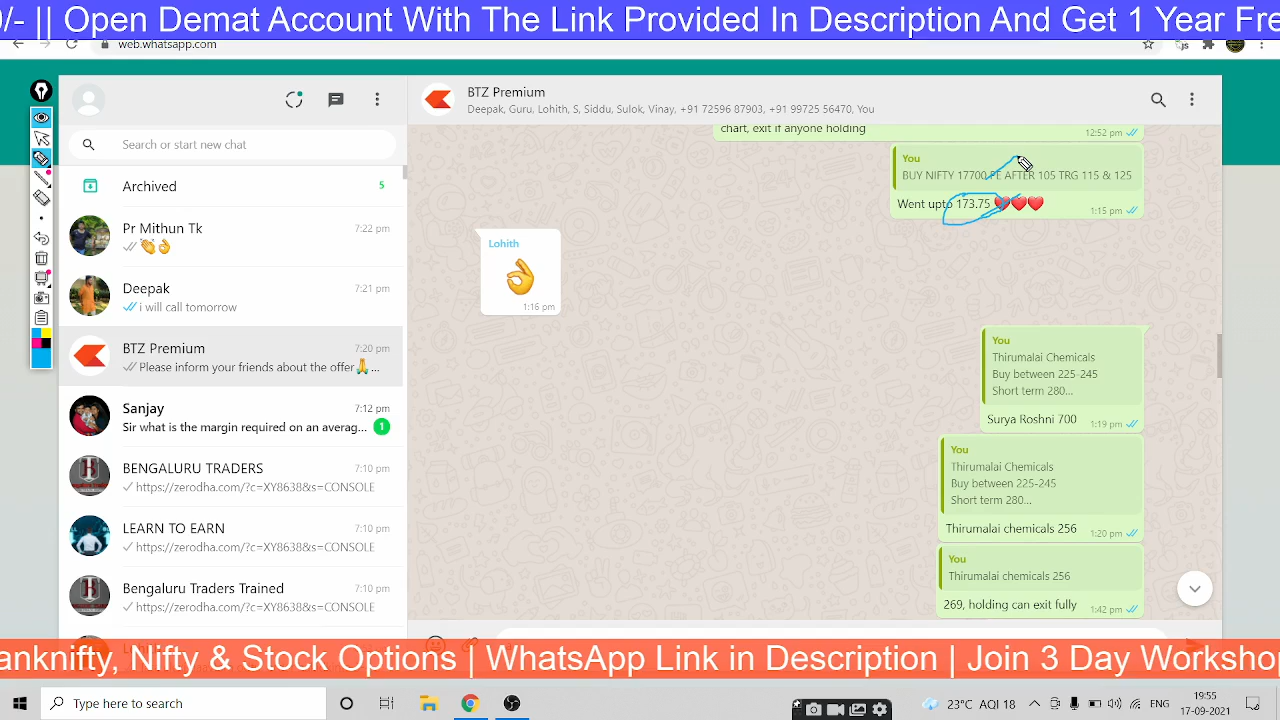 0/- || Open Demat Account With The Link Provided In Description And Get 1 Year Fre
web.whatsapp.com
BTZ Premium
Deepak, Guru, Lohith, S, Siddu, Sulok, Vinay, +91 72596 87903, +91 99725 56470, You
Search or start new chat
Archived
5
Pr Mithun Tk
7:22 pm
Deepak
7:21 pm
i will call tomorrow
BTZ Premium
7:20 pm
Please inform your friends about the offer🙏...
Sanjay
7:12 pm
Sir what is the margin required on an averag...
1
BENGALURU TRADERS
7:10 pm
https://zerodha.com/?c=XY8638&s=CONSOLE
LEARN TO EARN
7:10 pm
https://zerodha.com/?c=XY8638&s=CONSOLE
Bengaluru Traders Trained
7:10 pm
https://zerodha.com/?c=XY8638&s=CONSOLE
chart, exit if anyone holding
12:52 pm
You
BUY NIFTY 17700 PE AFTER 105 TRG 115 & 125
Went upto 173.75 ❤️❤️❤️
1:15 pm
Lohith
👌
1:16 pm
You
Thirumalai Chemicals
Buy between 225-245
Short term 280...
Surya Roshni 700
1:19 pm
You
Thirumalai Chemicals
Buy between 225-245
Short term 280...
Thirumalai chemicals 256
1:20 pm
You
Thirumalai chemicals 256
269, holding can exit fully
1:42 pm
anknifty, Nifty & Stock Options | WhatsApp Link in Description | Join 3 Day Workshop
Type here to search
23°C AQI 18
ENG
19:55
17-09-2021